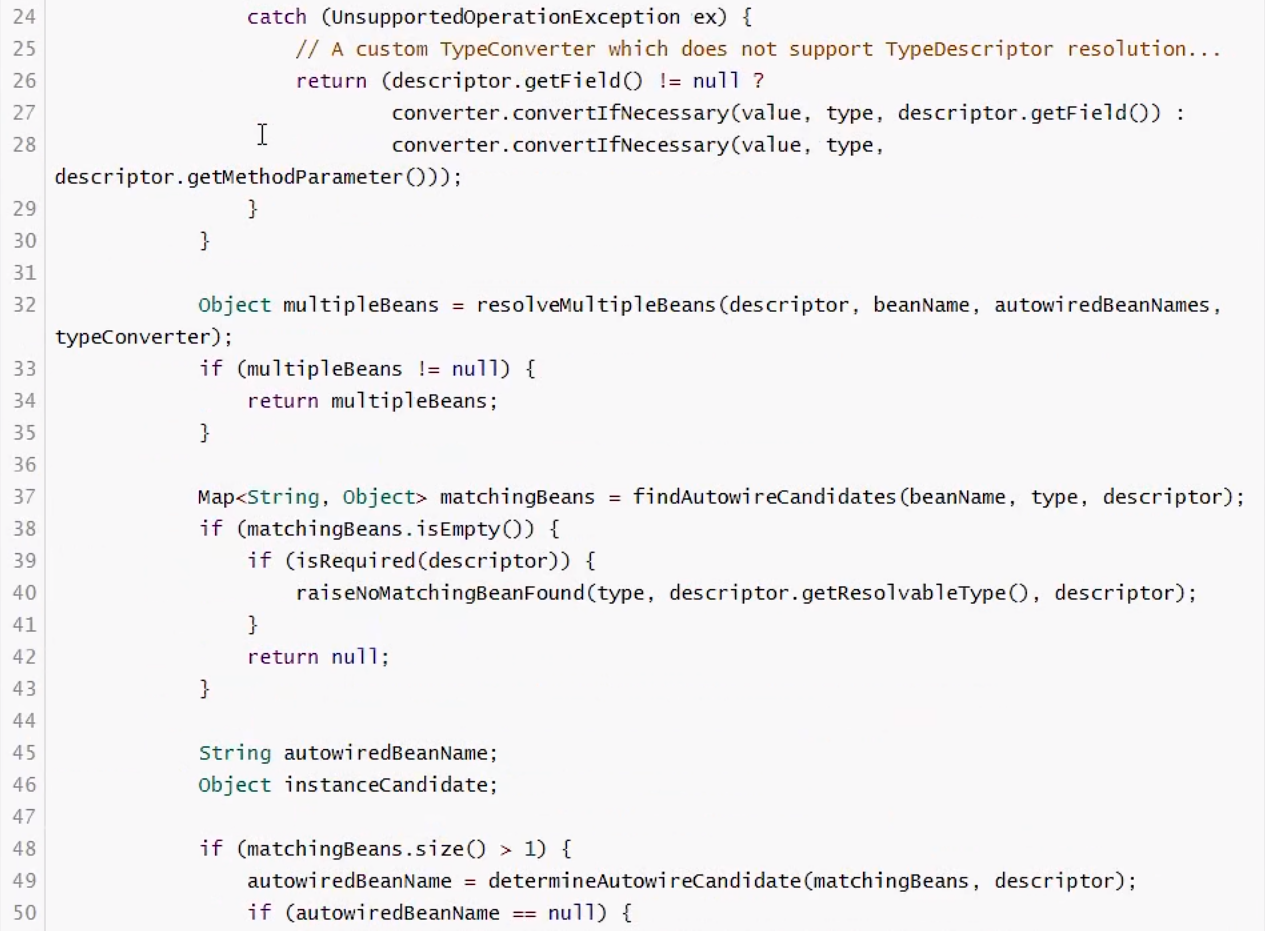 24 catch (UnsupportedOperationException ex) {
25 // A custom TypeConverter which does not support TypeDescriptor resolution...
26 return (descriptor.getField() != null ?
27 converter.convertIfNecessary(value, type, descriptor.getField()) :
28 converter.convertIfNecessary(value, type,
descriptor.getMethodParameter()));
29 }
30 }
31
32 Object multipleBeans = resolveMultipleBeans(descriptor, beanName, autowiredBeanNames,
typeConverter);
33 if (multipleBeans != null) {
34 return multipleBeans;
35 }
36
37 Map<String, Object> matchingBeans = findAutowireCandidates(beanName, type, descriptor);
38 if (matchingBeans.isEmpty()) {
39 if (isRequired(descriptor)) {
40 raiseNoMatchingBeanFound(type, descriptor.getResolvableType(), descriptor);
41 }
42 return null;
43 }
44
45 String autowiredBeanName;
46 Object instanceCandidate;
47
48 if (matchingBeans.size() > 1) {
49 autowiredBeanName = determineAutowireCandidate(matchingBeans, descriptor);
50 if (autowiredBeanName == null) {